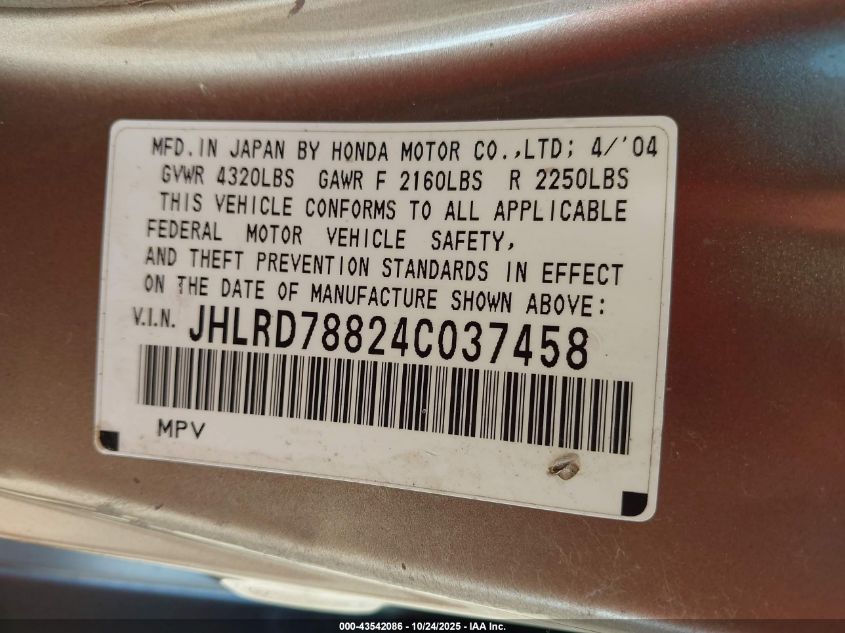 MFD. IN JAPAN BY HONDA MOTOR CO.,LTD; 4/'04
GVWR 4320LBS GAWR F 2160LBS R 2250LBS
THIS VEHICLE CONFORMS TO ALL APPLICABLE
FEDERAL MOTOR VEHICLE SAFETY,
AND THEFT PREVENTION STANDARDS IN EFFECT
ON THE DATE OF MANUFACTURE SHOWN ABOVE:
V.I.N. JHLRD78824C037458
MPV
000-43542086 - 10/24/2025 - IAA Inc.